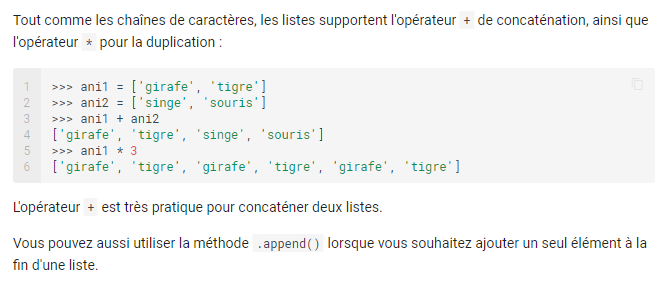 Tout comme les chaînes de caractères, les listes supportent l'opérateur + de concaténation, ainsi que
l'opérateur * pour la duplication :
1 >>> ani1 = ['girafe', 'tigre']
2 >>> ani2 = ['singe', 'souris']
3 >>> ani1 + ani2
4 ['girafe', 'tigre', 'singe', 'souris']
5 >>> ani1 * 3
6 ['girafe', 'tigre', 'girafe', 'tigre', 'girafe', 'tigre']
L'opérateur + est très pratique pour concaténer deux listes.
Vous pouvez aussi utiliser la méthode .append() lorsque vous souhaitez ajouter un seul élément à la
fin d'une liste.